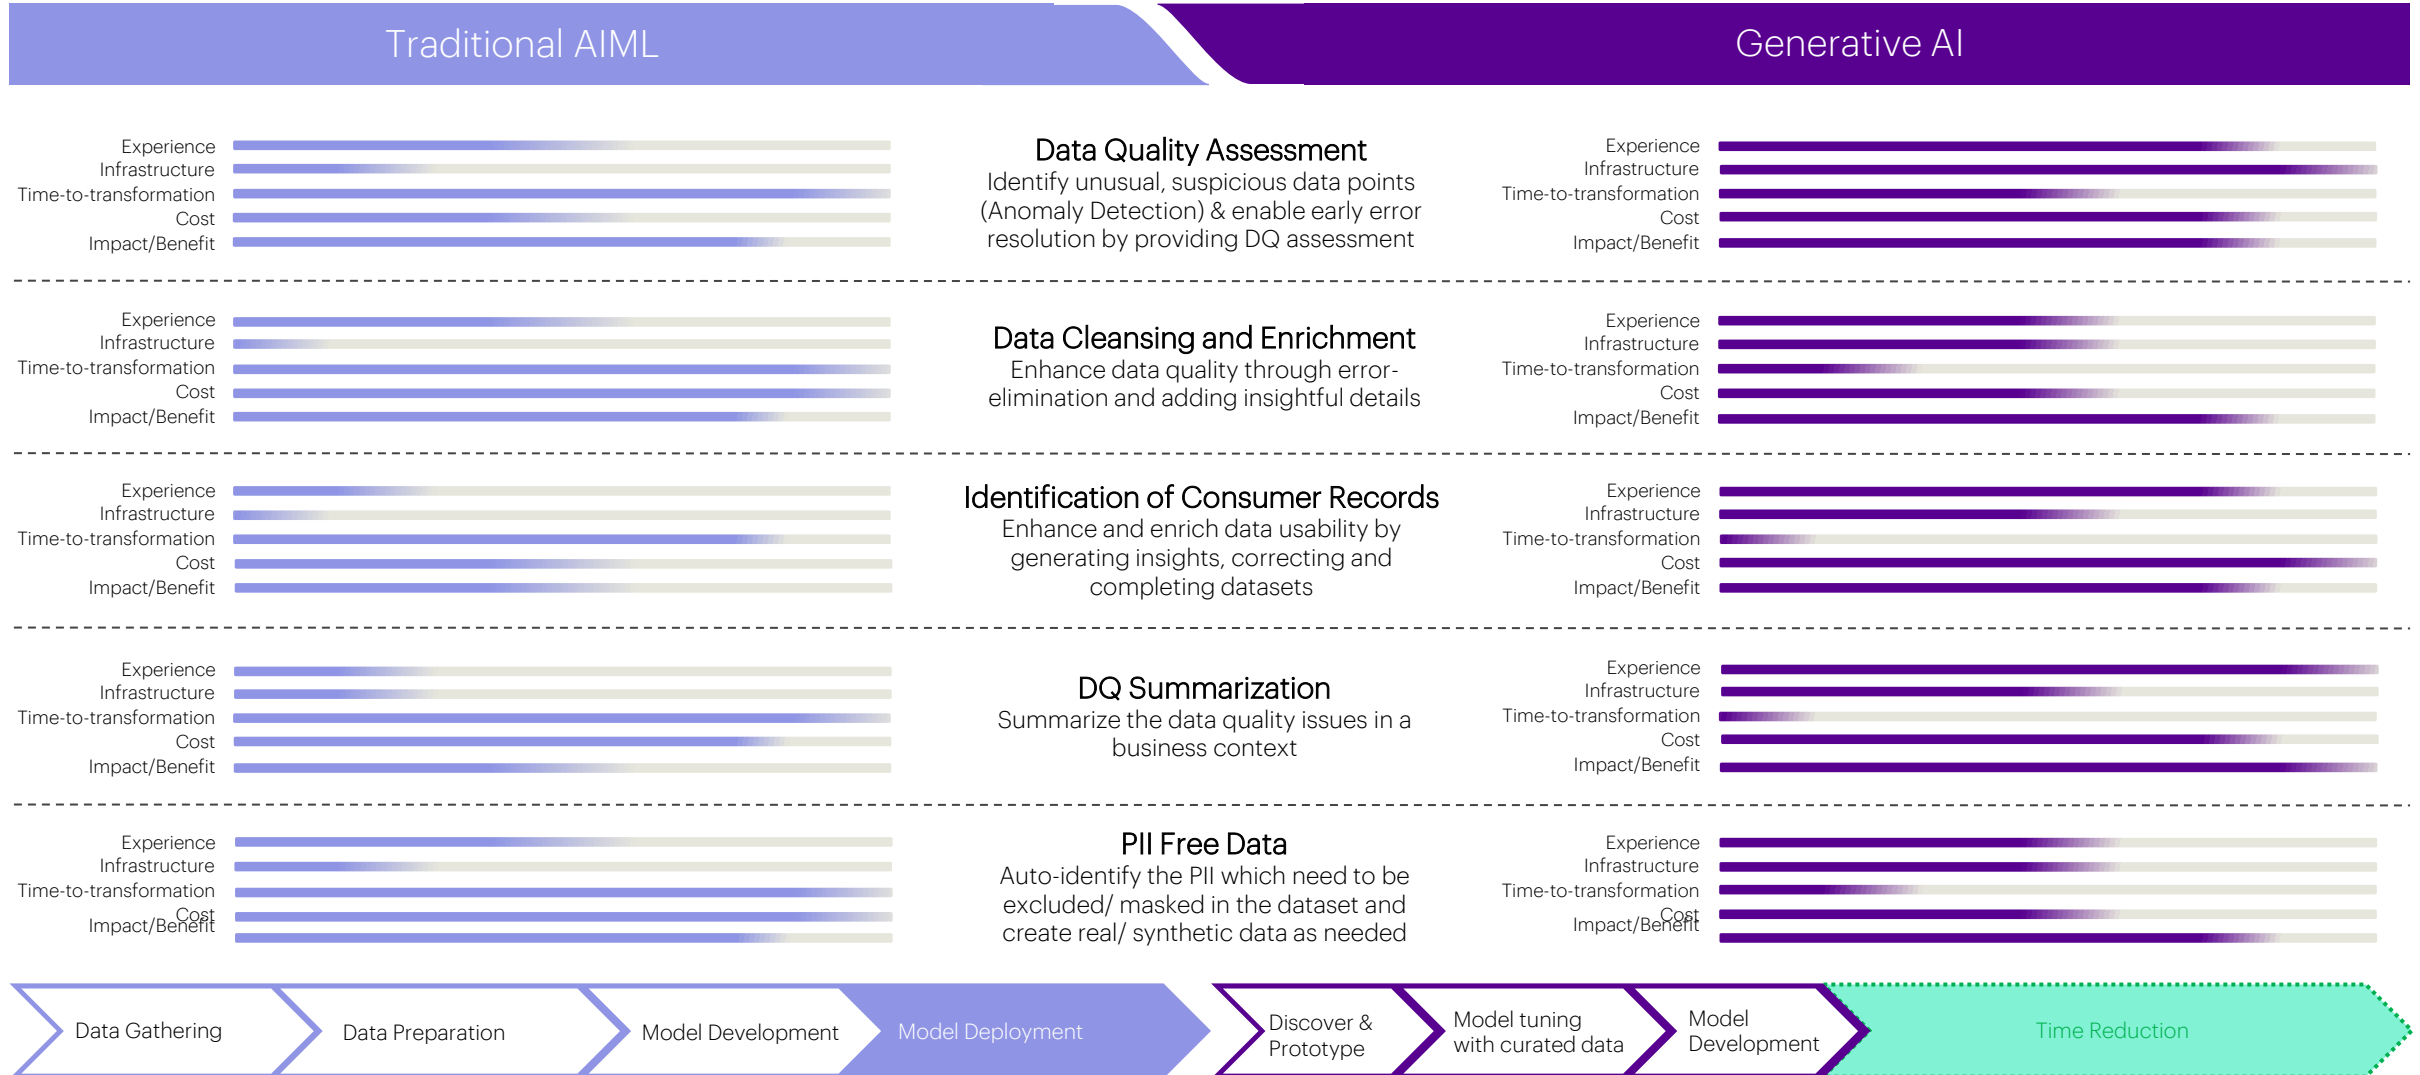 Traditional AIML
Generative AI
Experience
Infrastructure
Time-to-transformation
Cost
Impact/Benefit
Data Quality Assessment
Identify unusual, suspicious data points
(Anomaly Detection) & enable early error
resolution by providing DQ assessment
Experience
Infrastructure
Time-to-transformation
Cost
Impact/Benefit
Experience
Infrastructure
Time-to-transformation
Cost
Impact/Benefit
Data Cleansing and Enrichment
Enhance data quality through error-
elimination and adding insightful details
Experience
Infrastructure
Time-to-transformation
Cost
Impact/Benefit
Experience
Infrastructure
Time-to-transformation
Cost
Impact/Benefit
Identification of Consumer Records
Enhance and enrich data usability by
generating insights, correcting and
completing datasets
Experience
Infrastructure
Time-to-transformation
Cost
Impact/Benefit
Experience
Infrastructure
Time-to-transformation
Cost
Impact/Benefit
DQ Summarization
Summarize the data quality issues in a
business context
Experience
Infrastructure
Time-to-transformation
Cost
Impact/Benefit
Experience
Infrastructure
Time-to-transformation
Cost
Impact/Benefit
PII Free Data
Auto-identify the PII which need to be
excluded/ masked in the dataset and
create real/ synthetic data as needed
Experience
Infrastructure
Time-to-transformation
Cost
Impact/Benefit
Data Gathering
Data Preparation
Model Development
Model Deployment
Discover &
Prototype
Model tuning
with curated data
Model
Development
Time Reduction